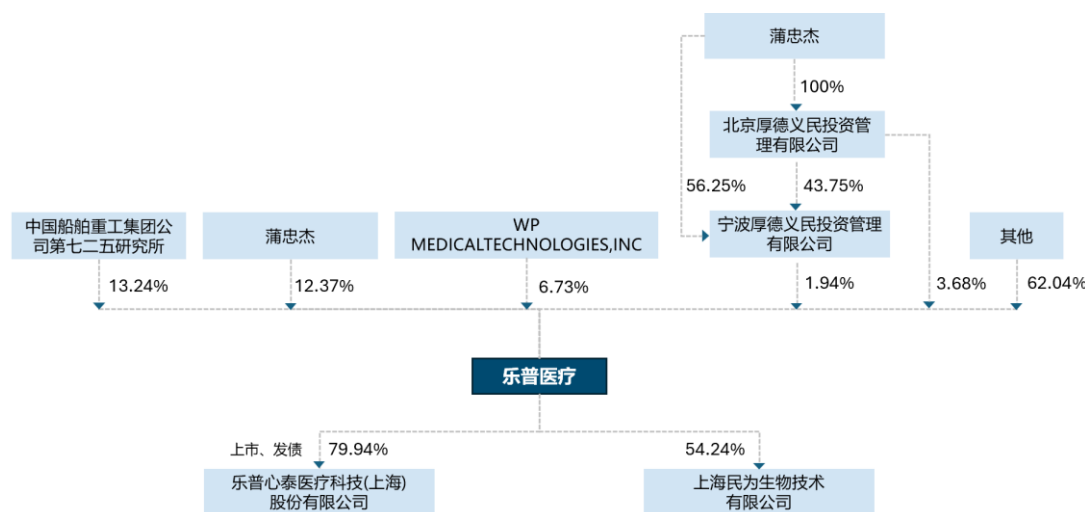 蒲忠杰
100%
北京厚德义民投资管
理有限公司
56.25%
43.75%
中国船舶重工集团公
司第七二五研究所
蒲忠杰
WP
MEDICALTECHNOLOGIES,INC
宁波厚德义民投资管理
有限公司
其他
13.24%
12.37%
6.73%
1.94%
3.68%
62.04%
乐普医疗
上市、发债 79.94%
54.24%
乐普心泰医疗科技(上海)
股份有限公司
上海民为生物技术
有限公司